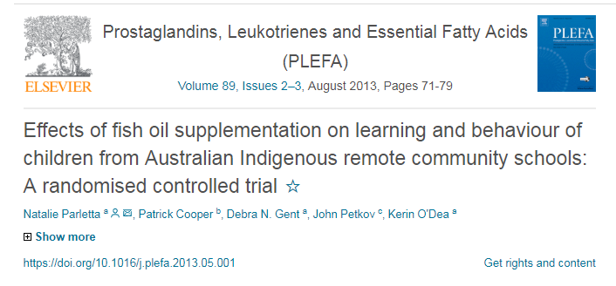 Prostaglandins, Leukotrienes and Essential Fatty Acids
(PLEFA)
Volume 89, Issues 2–3, August 2013, Pages 71-79
ELSEVIER
PLEFA
Effects of fish oil supplementation on learning and behaviour of
children from Australian Indigenous remote community schools:
A randomised controlled trial ☆
Natalie Parletta a, Patrick Cooper b, Debra N. Gent a, John Petkov c, Kerin O'Dea a
Show more
https://doi.org/10.1016/j.plefa.2013.05.001
Get rights and content